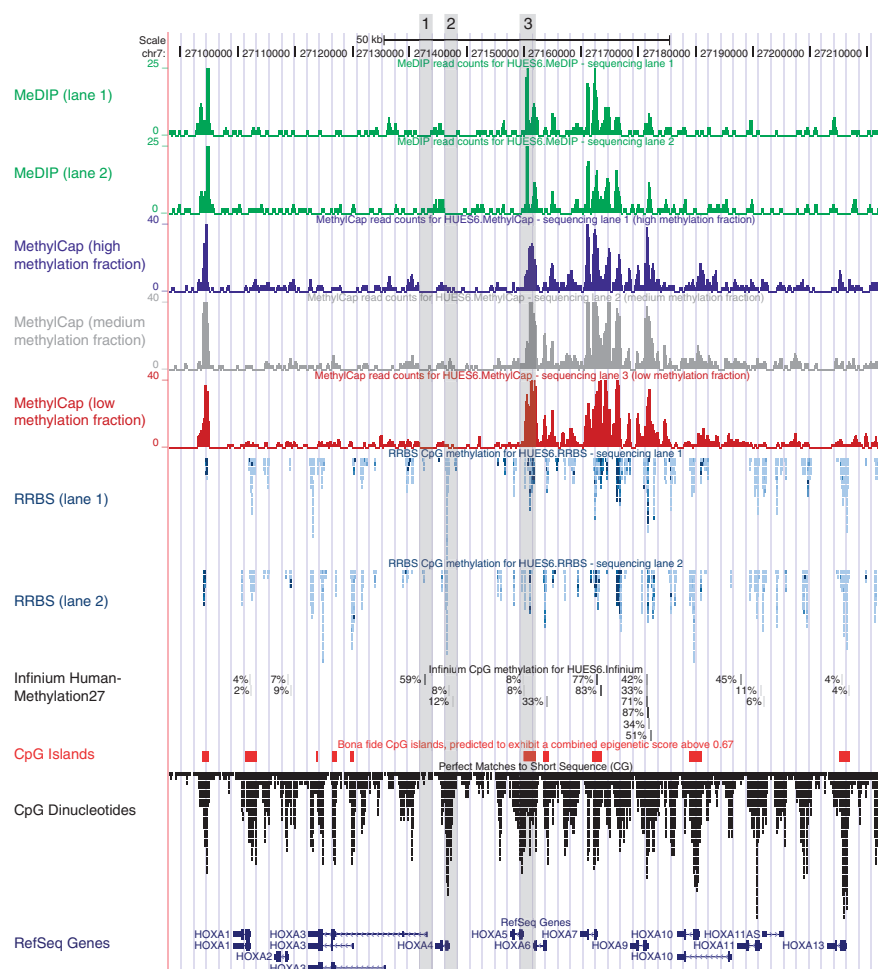 1 2 3
Scale 50 kb
chr7: 27100000 27110000 27120000 27130000 27140000 27150000 27160000 27170000 27180000 27190000 27200000 27210000
MeDIP read counts for HUES6.MeDIP - sequencing lane 1
25
MeDIP (lane 1)
0
MeDIP read counts for HUES6.MeDIP - sequencing lane 2
25
MeDIP (lane 2)
0
MethylCap read counts for HUES6.MethylCap - sequencing lane 1 (high methylation fraction)
40
MethylCap (high
methylation fraction)
0
MethylCap read counts for HUES6.MethylCap - sequencing lane 2 (medium methylation fraction)
40
MethylCap (medium
methylation fraction)
0
MethylCap read counts for HUES6.MethylCap - sequencing lane 3 (low methylation fraction)
40
MethylCap (low
methylation fraction)
0
RRBS CpG methylation for HUES6.RRBS - sequencing lane 1
RRBS (lane 1)
RRBS CpG methylation for HUES6.RRBS - sequencing lane 2
RRBS (lane 2)
Infinium CpG methylation for HUES6.Infinium
Infinium Human-
Methylation27
4% 7% 59% 8% 77% 42% 45% 4%
2% 9% 8% 8% 83% 33% 11% 4%
12% 33% 71% 6%
87%
34%
51%
Bona fide CpG islands, predicted to exhibit a combined epigenetic score above 0.67
CpG Islands
Perfect Matches to Short Sequence (CG)
CpG Dinucleotides
RefSeq Genes
RefSeq Genes
HOXA1 HOXA3 HOXA5 HOXA7 HOXA10 HOXA11AS
HOXA1 HOXA3 HOXA4 HOXA6 HOXA9 HOXA11 HOXA13
HOXA2 HOXA10
HOXA3